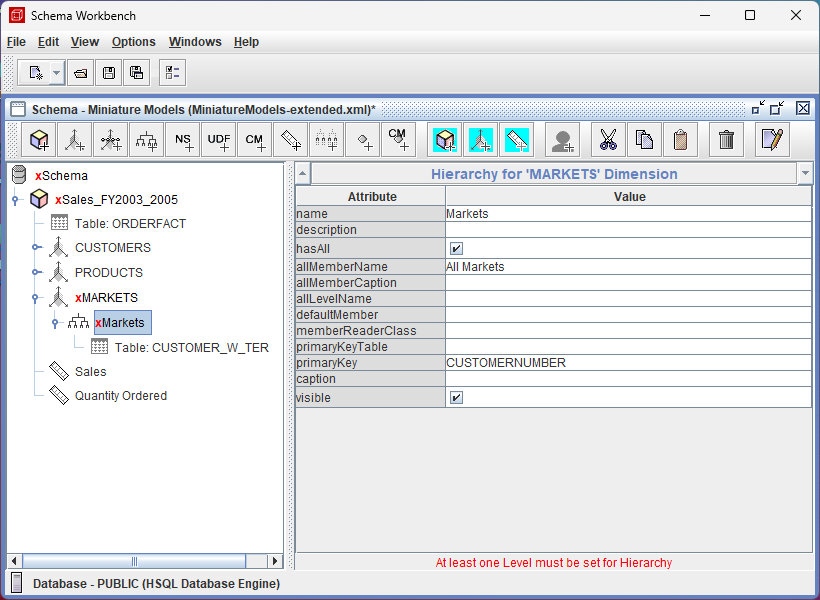 Schema Workbench
File Edit View Options Windows Help
Schema - Miniature Models (MiniatureModels-extended.xml)*
NS UDF CM CM
xSchema
xSales_FY2003_2005
Table: ORDERFACT
CUSTOMERS
PRODUCTS
xMARKETS
xMarkets
Table: CUSTOMER_W_TER
Sales
Quantity Ordered
Hierarchy for 'MARKETS' Dimension
Attribute Value
name Markets
description
hasAll
allMemberName All Markets
allMemberCaption
allLevelName
defaultMember
memberReaderClass
primaryKeyTable
primaryKey CUSTOMERNUMBER
caption
visible
At least one Level must be set for Hierarchy
Database - PUBLIC (HSQL Database Engine)